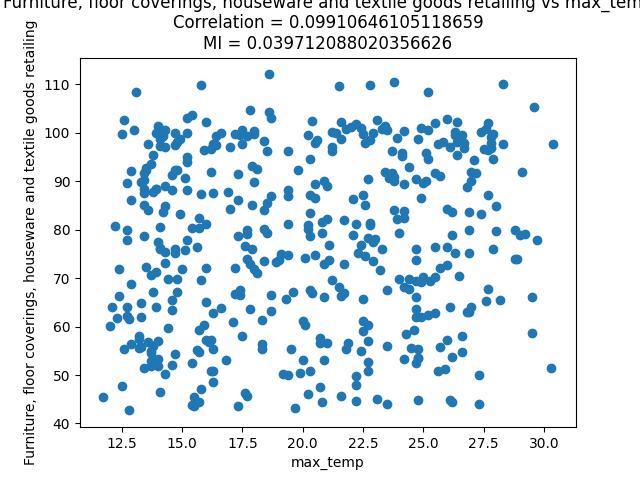 Furniture, floor coverings, houseware and textile goods retailing vs max_tem
Correlation = 0.09910646105118659
MI = 0.039712088020356626
Furniture, floor coverings, houseware and textile goods retailing
110
100
90
80
70
60
50
40
12.5 15.0 17.5 20.0 22.5 25.0 27.5 30.0
max_temp